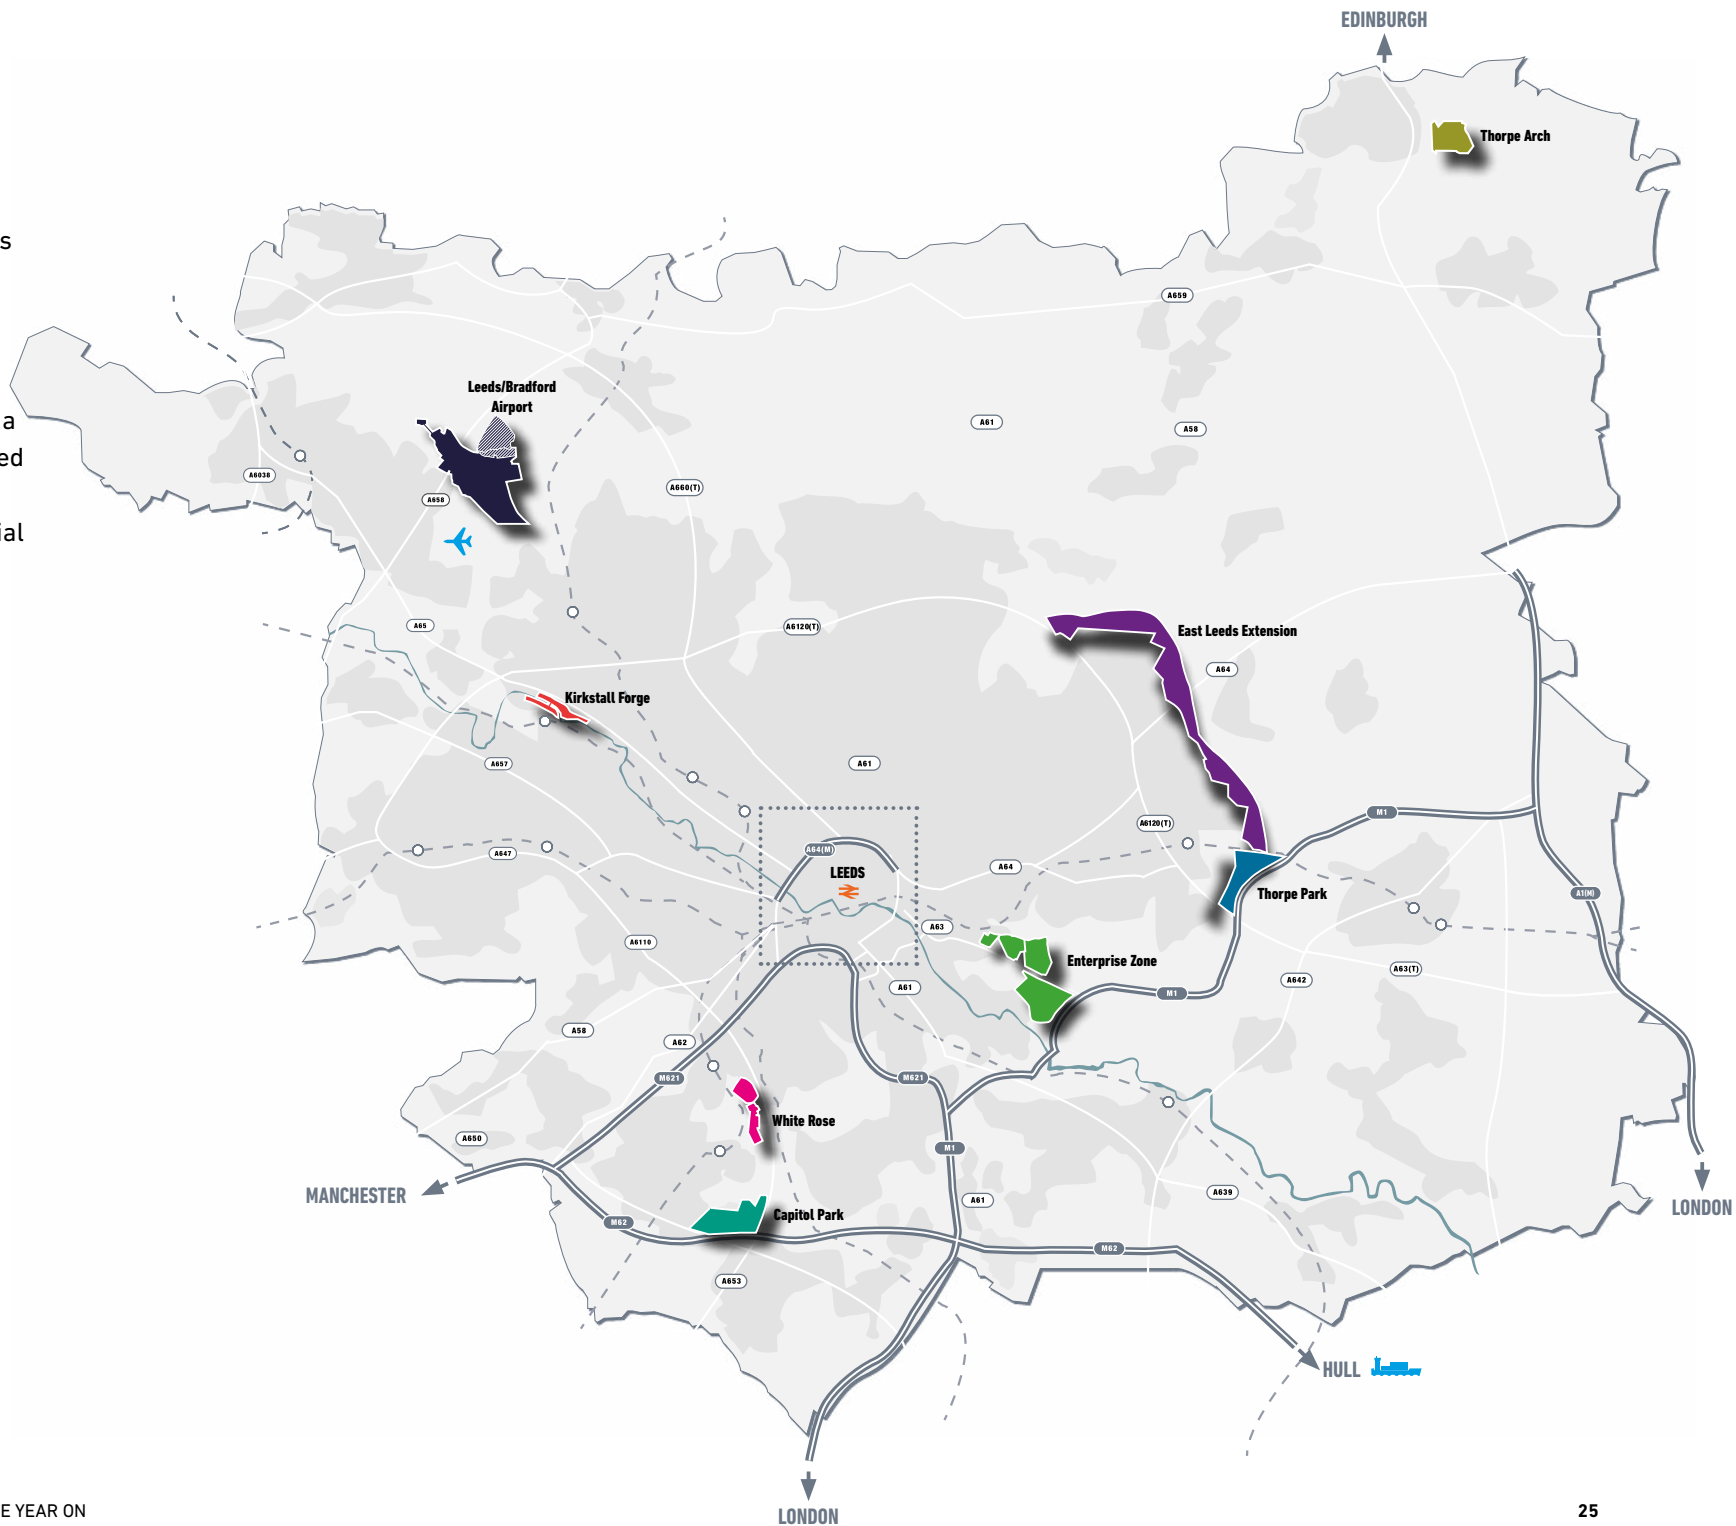 EDINBURGH
Thorpe Arch
s
A659
Leeds/Bradford
Airport
a
A61
A58
ed
A6038
A660(T)
A658
ial
A65
A6120(T)
East Leeds Extension
A64
Kirkstall Forge
A657
A61
M1
A6120(T)
A64(M)
A647
LEEDS
A64
Thorpe Park
A1(M)
A63
A6110
Enterprise Zone
A63(T)
A642
A61
M1
A58
A62
M621
M621
White Rose
A650
M1
MANCHESTER
A639
A61
LONDON
Capitol Park
M62
M62
A653
HULL
E YEAR ON
25
LONDON